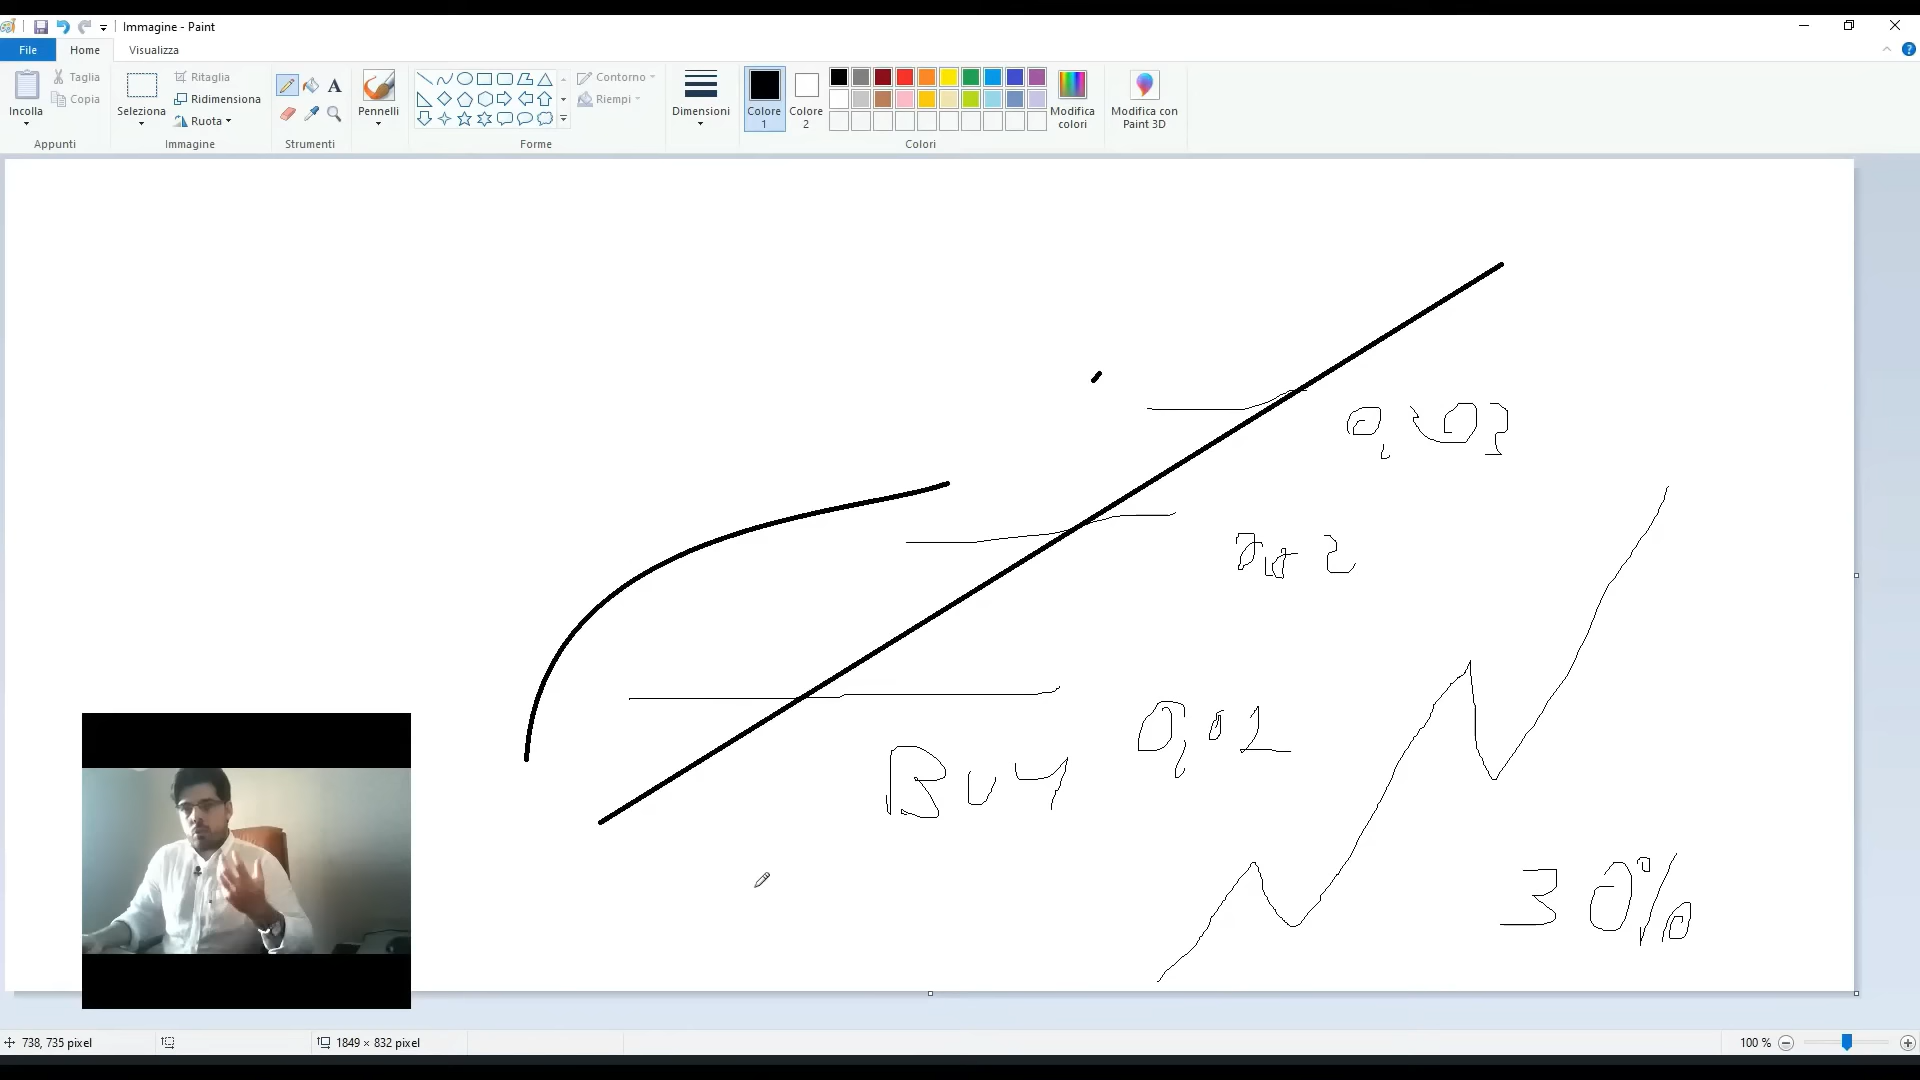 Immagine - Paint
File Home Visualizza
Incolla
Taglia
Copia
Appunti
Seleziona
Ritaglia
Ridimensiona
Ruota
Immagine
Strumenti
Pennelli
Contorno
Riempi
Forme
Dimensioni
Colore 1
Colore 2
Modifica colori
Colori
Modifica con Paint 3D
0,03
2
0,01
BUY
30%
738, 735 pixel
1849 × 832 pixel
100 %